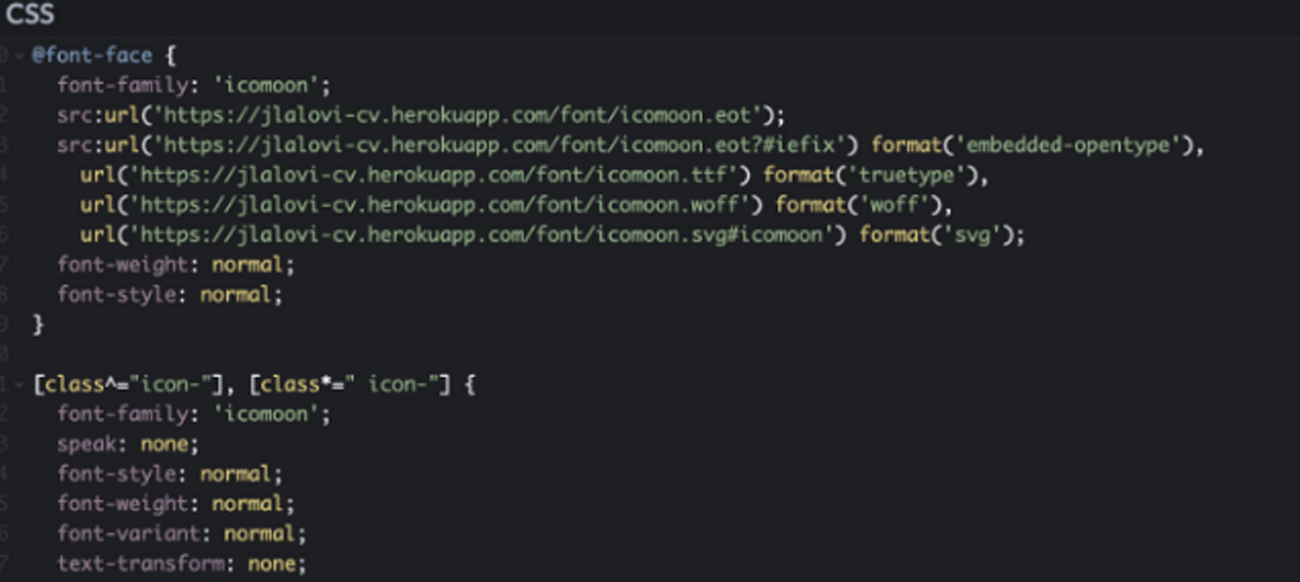 CSS
@font-face {
font-family: 'icomoon';
src:url('https://jlalovi-cv.herokuapp.com/font/icomoon.eot');
src:url('https://jlalovi-cv.herokuapp.com/font/icomoon.eot?#iefix') format('embedded-opentype'),
url('https://jlalovi-cv.herokuapp.com/font/icomoon.ttf') format('truetype'),
url('https://jlalovi-cv.herokuapp.com/font/icomoon.woff') format('woff'),
url('https://jlalovi-cv.herokuapp.com/font/icomoon.svg#icomoon') format('svg');
font-weight: normal;
font-style: normal;
}
[class^="icon-"], [class*=" icon-"] {
font-family: 'icomoon';
speak: none;
font-style: normal;
font-weight: normal;
font-variant: normal;
text-transform: none;